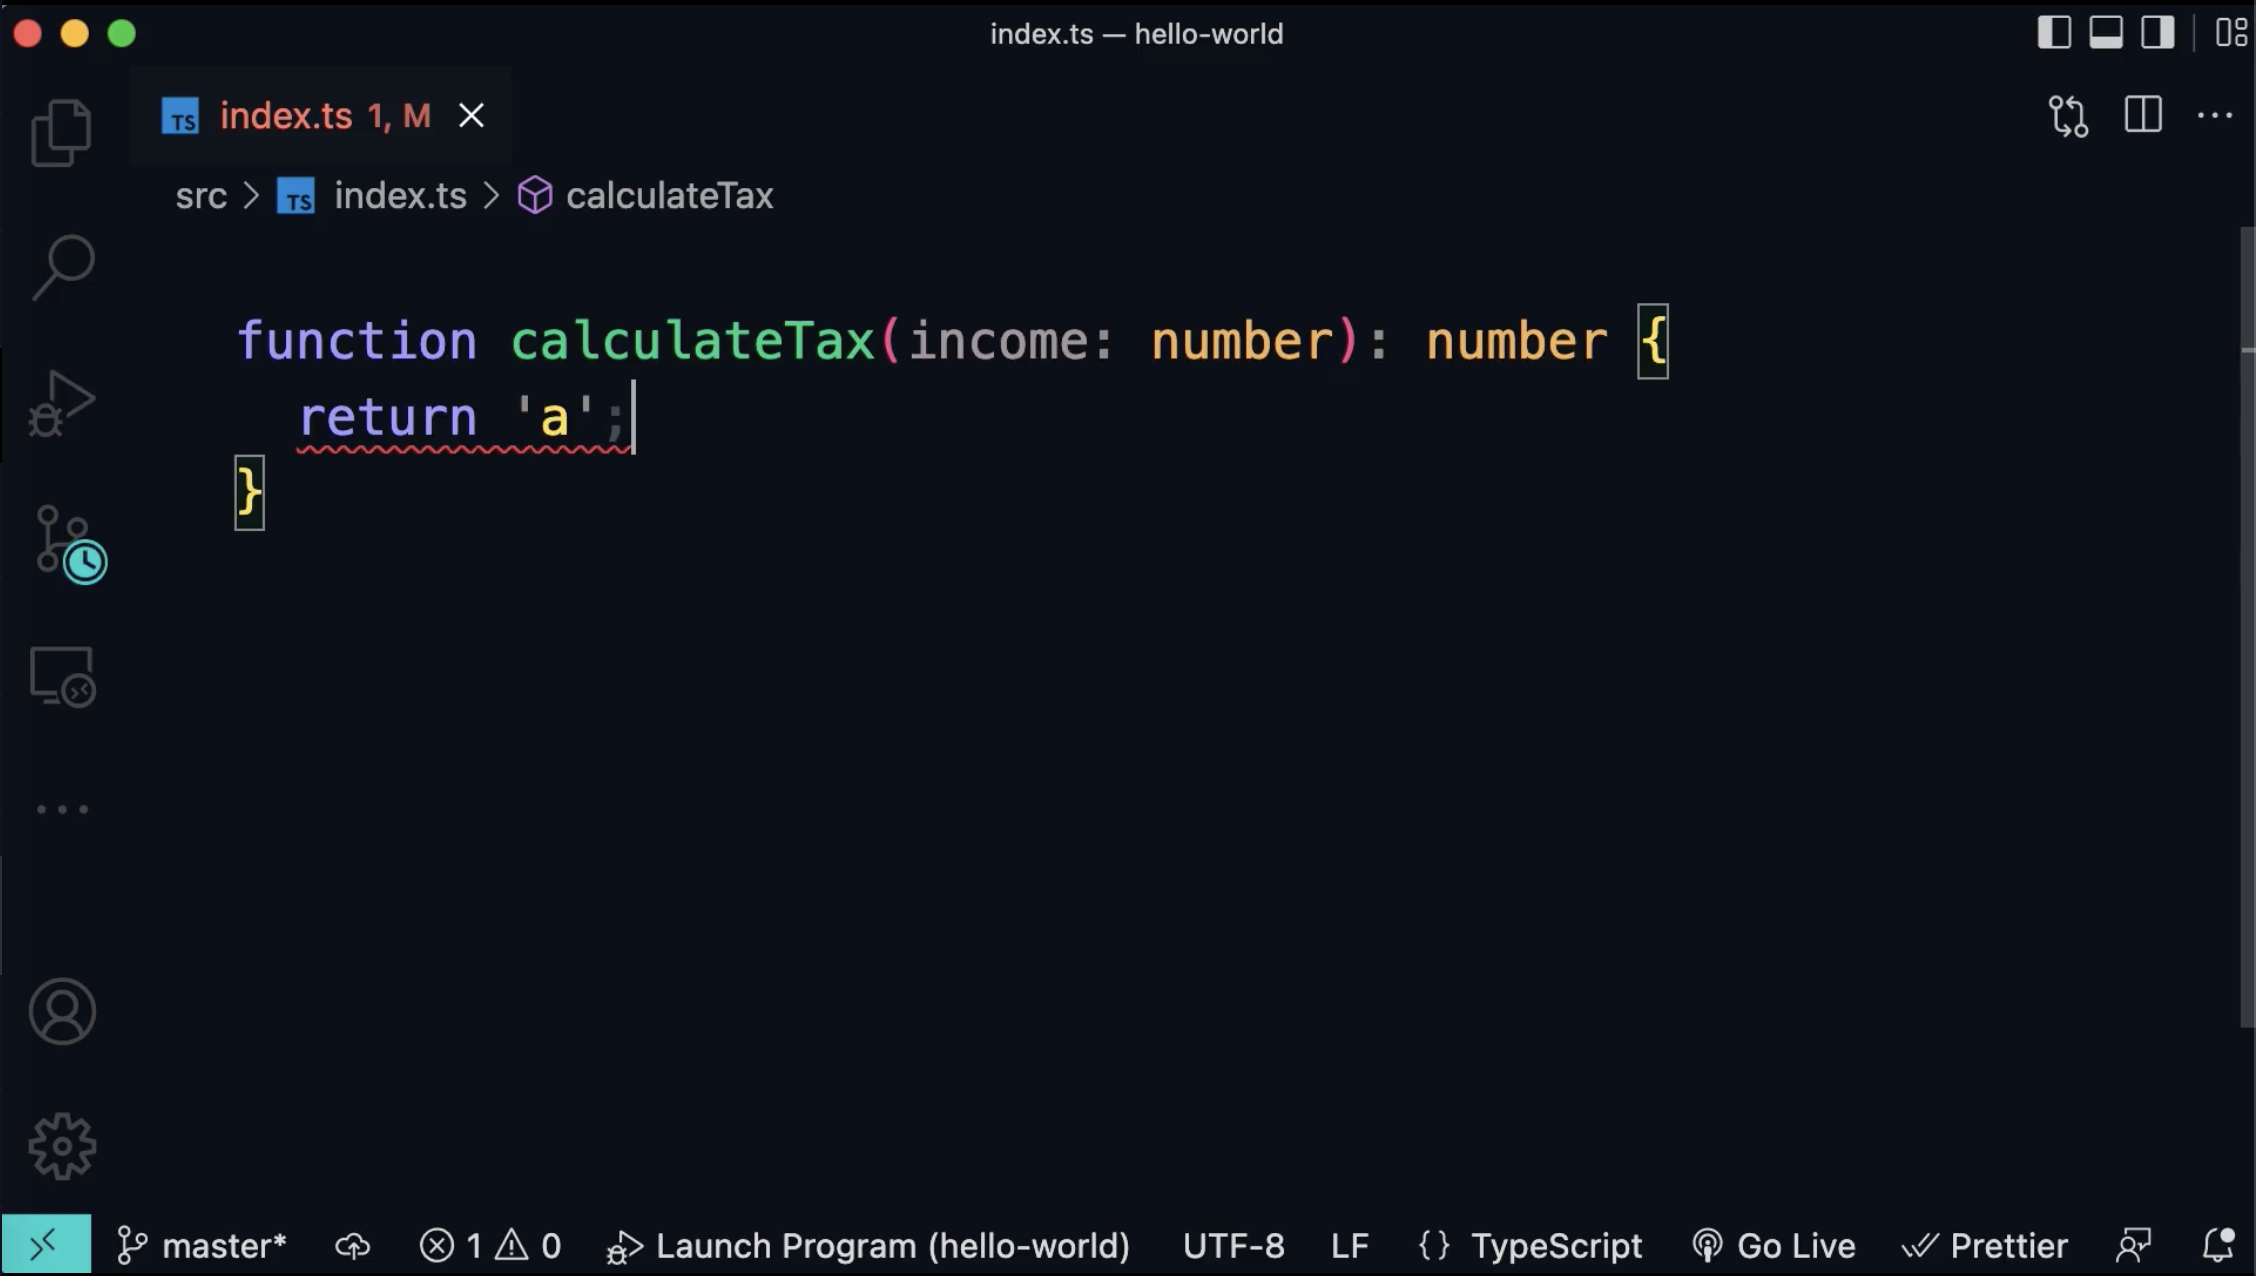 index.ts — hello-world
TS index.ts 1, M
src > TS index.ts > calculateTax
function calculateTax(income: number): number {
return 'a';
}
master* 1 0 Launch Program (hello-world) UTF-8 LF {} TypeScript Go Live Prettier